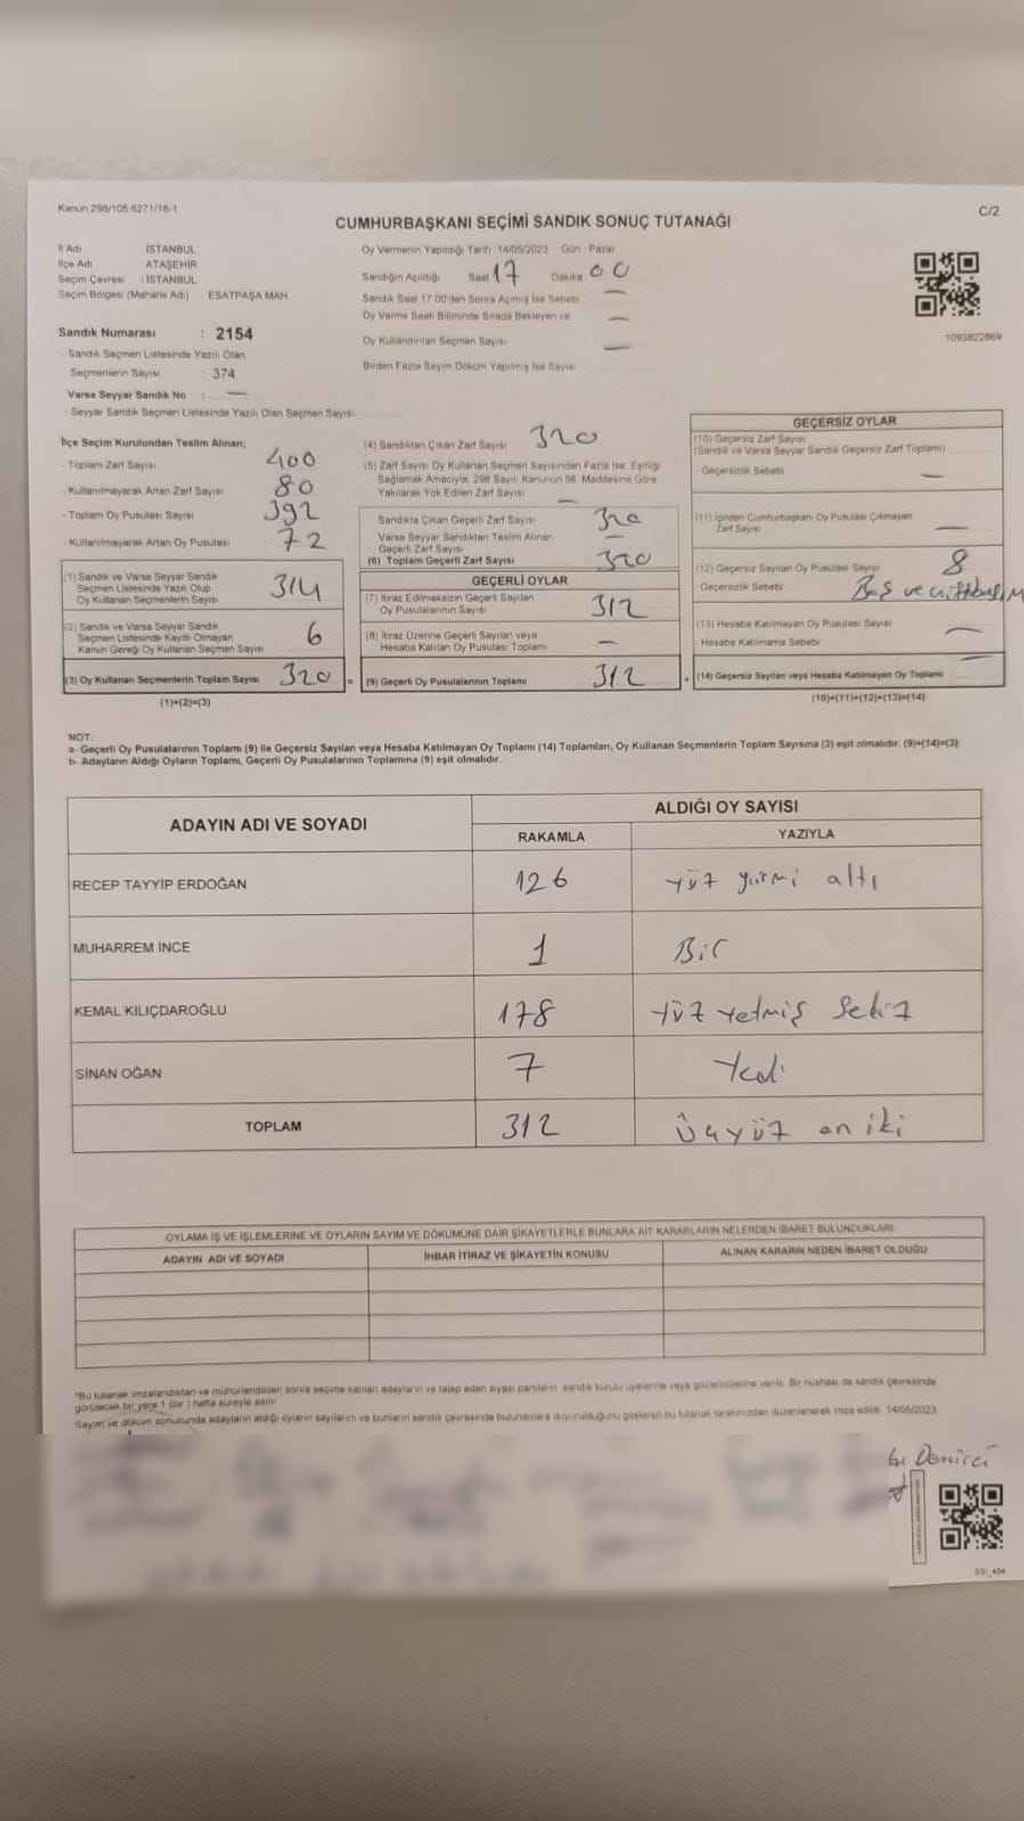 Kanun 298/105 6271/18-1
C/2
CUMHURBAŞKANI SEÇİMİ SANDIK SONUÇ TUTANAĞI
İl Adı İSTANBUL
İlçe Adı ATAŞEHİR
Seçim Çevresi : İSTANBUL
Seçim Bölgesi (Mahalle Adı) : ESATPAŞA MAH.
Oy Vermenin Yapıldığı Tarih 14/05/2023 Gün Pazar
Sandığın Açıldığı Saat 17 Dakika 00
Sandık Saat 17.00'den Sonra Açılmış İse Sebebi —
Oy Verme Saati Bitiminde Sırada Bekleyen ve —
Oy Kullandırılan Seçmen Sayısı —
Birden Fazla Sayım Döküm Yapılmış İse Sayısı
1093822869
Sandık Numarası : 2154
- Sandık Seçmen Listesinde Yazılı Olan
Seçmenlerin Sayısı : 374
Varsa Seyyar Sandık No : —
- Seyyar Sandık Seçmen Listesinde Yazılı Olan Seçmen Sayısı
İlçe Seçim Kurulundan Teslim Alınan;
- Toplam Zarf Sayısı 400
- Kullanılmayacak Artan Zarf Sayısı 80
- Toplam Oy Pusulası Sayısı 392
- Kullanılmayarak Artan Oy Pusulası 72
(1) Sandık ve Varsa Seyyar Sandık
Seçmen Listesinde Yazılı Olup
Oy Kullanan Seçmenlerin Sayısı 314
(2) Sandık ve Varsa Seyyar Sandık
Seçmen Listesinde Kayıtlı Olmayan
Kanun Gereği Oy Kullanan Seçmen Sayısı 6
(3) Oy Kullanan Seçmenlerin Toplam Sayısı 320 =
(1)+(2)=(3)
(4) Sandıktan Çıkan Zarf Sayısı 320
(5) Zarf Sayısı Oy Kullanan Seçmen Sayısından Fazla İse, Eşitliği
Sağlamak Amacıyla, 298 Sayılı Kanunun 98. Maddesine Göre
Yakılarak Yok Edilen Zarf Sayısı —
Sandıkta Çıkan Geçerli Zarf Sayısı 320
Varsa Seyyar Sandıktan Teslim Alınan
Geçerli Zarf Sayısı —
(6) Toplam Geçerli Zarf Sayısı 320
GEÇERLİ OYLAR
(7) İtiraz Edilmeksizin Geçerli Sayılan
Oy Pusulalarının Sayısı 312
(8) İtiraz Üzerine Geçerli Sayılan veya
Hesaba Katılan Oy Pusulası Toplamı —
(9) Geçerli Oy Pusulalarının Toplamı 312 +
GEÇERSİZ OYLAR
(10) Geçersiz Zarf Sayısı
(Sandık ve Varsa Seyyar Sandık Geçersiz Zarf Toplamı)
Geçersizlik Sebebi —
(11) İçinden Cumhurbaşkanı Oy Pusulası Çıkmayan
Zarf Sayısı —
(12) Geçersiz Sayılan Oy Pusulası Sayısı 8
Geçersizlik Sebebi Boş ve
(13) Hesaba Katılmayan Oy Pusulası Sayısı —
- Hesaba Katılmama Sebebi —
(14) Geçersiz Sayılan veya Hesaba Katılmayan Oy Toplamı
(10)+(11)+(12)+(13)=(14)
NOT:
a- Geçerli Oy Pusulalarının Toplamı (9) ile Geçersiz Sayılan veya Hesaba Katılmayan Oy Toplamı (14) Toplamları, Oy Kullanan Seçmenlerin Toplam Sayısına (3) eşit olmalıdır. (9)+(14)=(3)
b- Adayların Aldığı Oyların Toplamı, Geçerli Oy Pusulalarının Toplamına (9) eşit olmalıdır.
ADAYIN ADI VE SOYADI
ALDIĞI OY SAYISI
RAKAMLA YAZIYLA
RECEP TAYYİP ERDOĞAN 126 yüz yirmi altı
MUHARREM İNCE 1 Bir
KEMAL KILIÇDAROĞLU 178 yüz yetmiş sekiz
SİNAN OĞAN 7 Yedi
TOPLAM 312 üçyüz on iki
OYLAMA İŞ VE İŞLEMLERİNE VE OYLARIN SAYIM VE DÖKÜMÜNE DAİR ŞİKAYETLERLE BUNLARA AİT KARARLARIN NELERDEN İBARET BULUNDUKLARI
ADAYIN ADI VE SOYADI İHBAR İTİRAZ VE ŞİKAYETİN KONUSU ALINAN KARARIN NEDEN İBARET OLDUĞU
*Bu tutanak imzalandıktan ve mühürlendikten sonra seçime katılan adayların ve talep eden siyasi partilerin sandık kurulu üyelerine veya gözlemcilerine verilir. Bir nüshası da sandık çevresinde
görülecek bir yere 1 (bir) hafta süreyle asılır.
Sayım ve döküm sonucunda adayların aldığı oyların sayılarını ve bunların sandık çevresinde bulunanlara duyurulduğunu gösteren bu tutanak tarafımızdan düzenlenerek imza edildi. 14/05/2023
Demirci